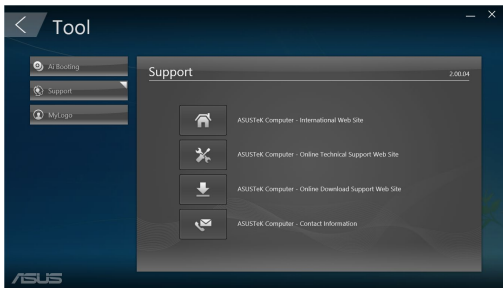 Tool
Ai Booting
Support
MyLogo
Support
2.00.04
ASUSTeK Computer - International Web Site
ASUSTeK Computer - Online Technical Support Web Site
ASUSTeK Computer - Online Download Support Web Site
ASUSTeK Computer - Contact Information
ASUS